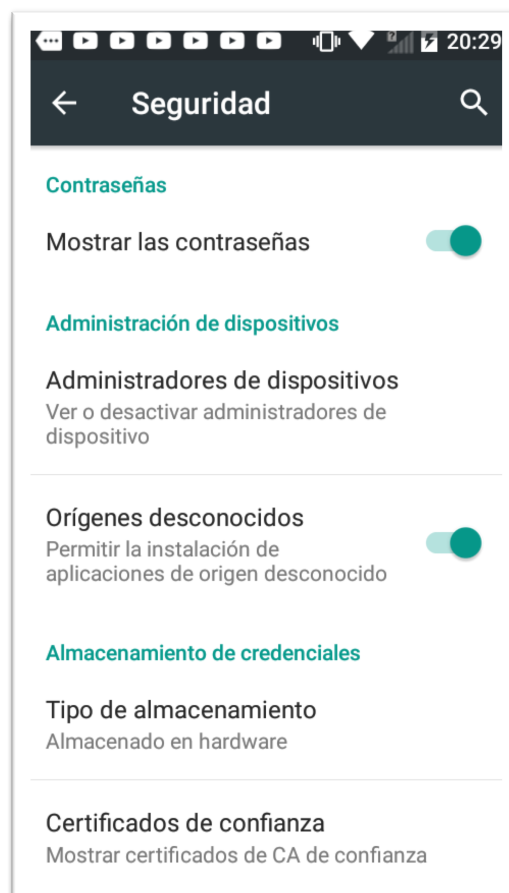 20:29
Seguridad
Contraseñas
Mostrar las contraseñas
Administración de dispositivos
Administradores de dispositivos
Ver o desactivar administradores de
dispositivo
Orígenes desconocidos
Permitir la instalación de
aplicaciones de origen desconocido
Almacenamiento de credenciales
Tipo de almacenamiento
Almacenado en hardware
Certificados de confianza
Mostrar certificados de CA de confianza